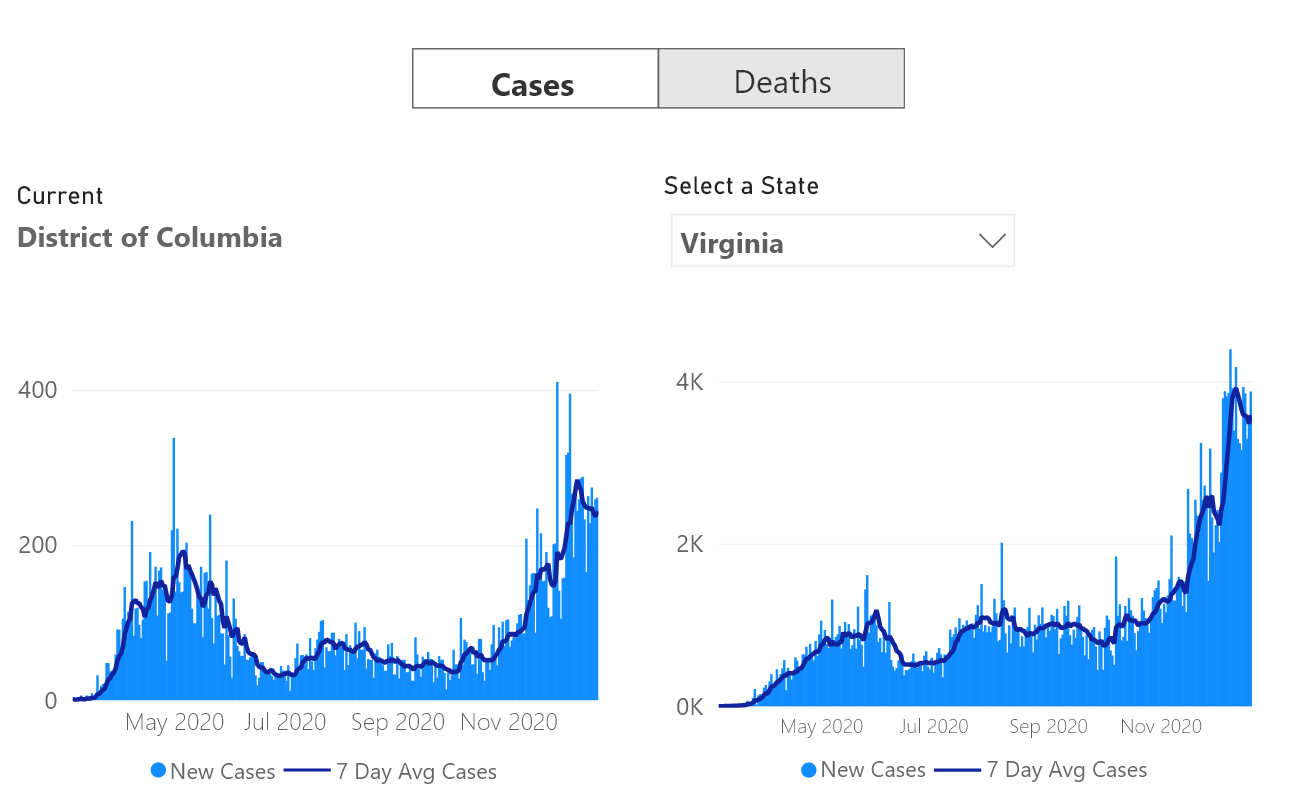 Cases
Deaths
Current
District of Columbia
Select a State
Virginia
400
200
0
May 2020
Jul 2020
Sep 2020
Nov 2020
New Cases
7 Day Avg Cases
4K
2K
0K
May 2020
Jul 2020
Sep 2020
Nov 2020
New Cases
7 Day Avg Cases